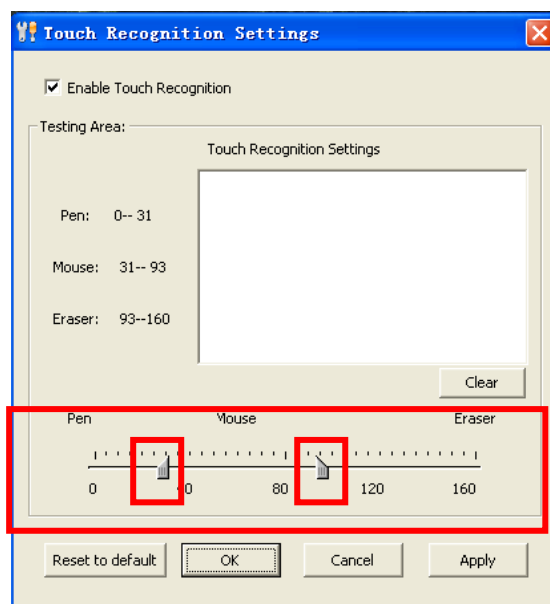 Touch Recognition Settings
Enable Touch Recognition
Testing Area:
Touch Recognition Settings
Pen: 0-- 31
Mouse: 31-- 93
Eraser: 93--160
Clear
Pen Mouse Eraser
0 40 80 120 160
Reset to default OK Cancel Apply